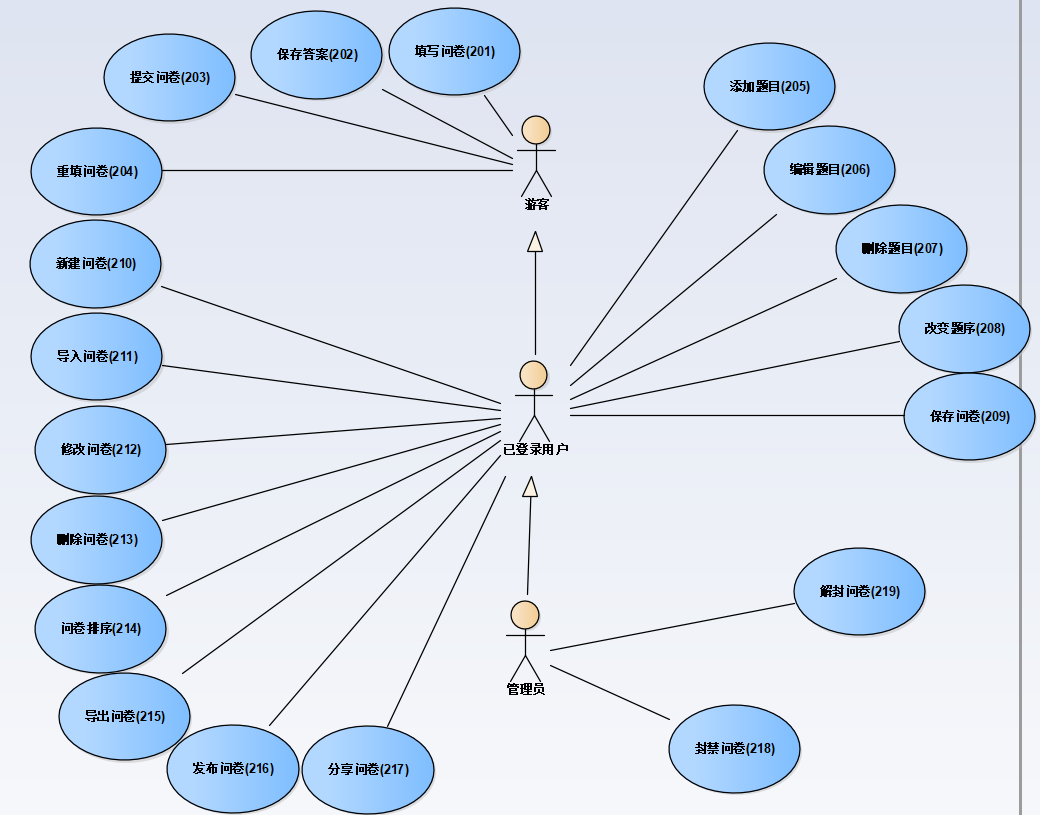 填写问卷(201)
保存答案(202)
提交问卷(203)
添加题目(205)
重填问卷(204)
编辑题目(206)
游客
删除题目(207)
新建问卷(210)
改变题序(208)
导入问卷(211)
保存问卷(209)
修改问卷(212)
已登录用户
删除问卷(213)
解封问卷(219)
问卷排序(214)
管理员
导出问卷(215)
封禁问卷(218)
发布问卷(216)
分享问卷(217)